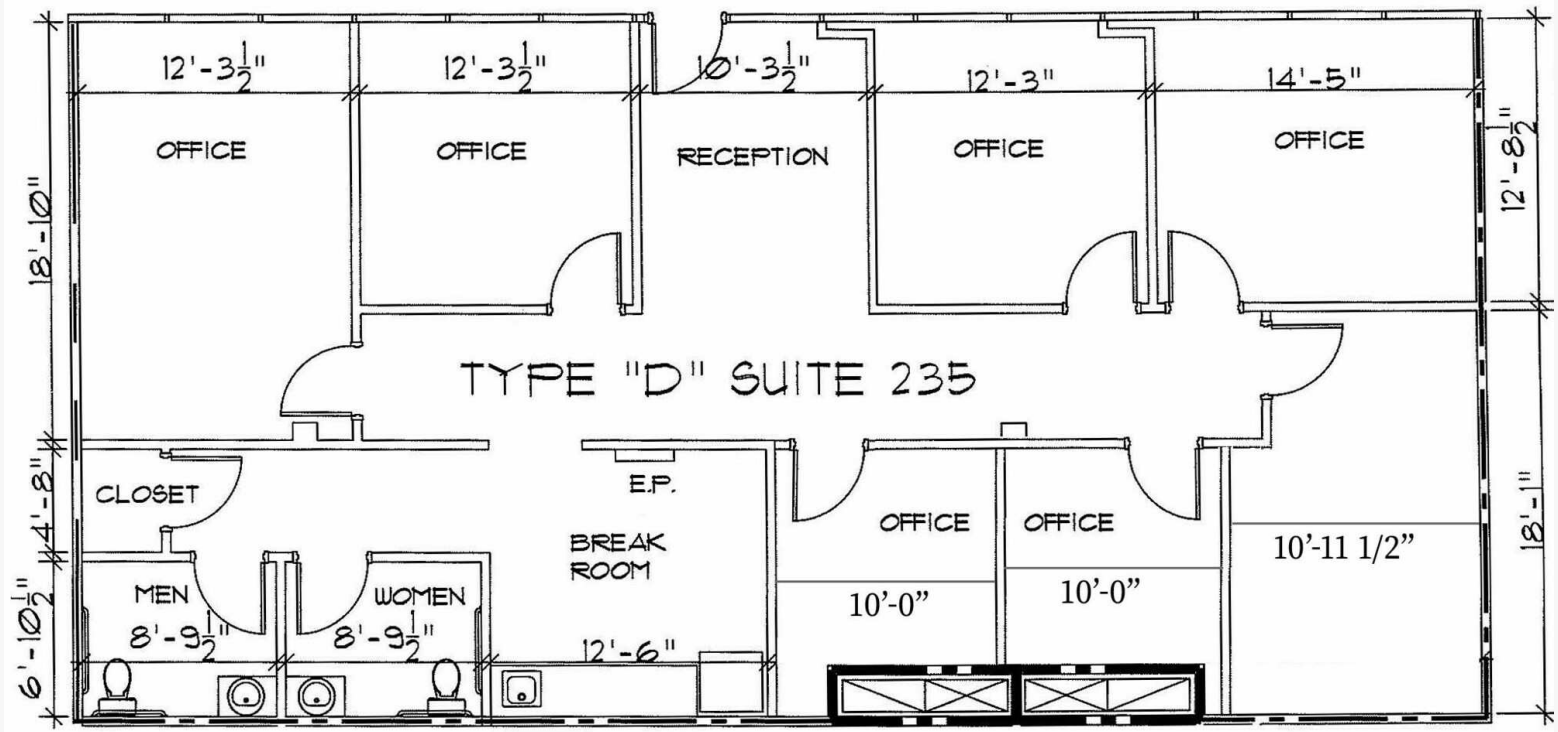 12'-3 1/2"
12'-3 1/2"
10'-3 1/2"
12'-3"
14'-5"
OFFICE
OFFICE
RECEPTION
OFFICE
OFFICE
12'-8 1/2"
18'-10"
TYPE "D" SUITE 235
4'-8"
CLOSET
E.P.
BREAK
ROOM
OFFICE
OFFICE
10'-11 1/2”
18'-1"
MEN
WOMEN
10’-0”
10’-0”
6'-10 1/2"
8'-9 1/2"
8'-9 1/2"
12'-6"